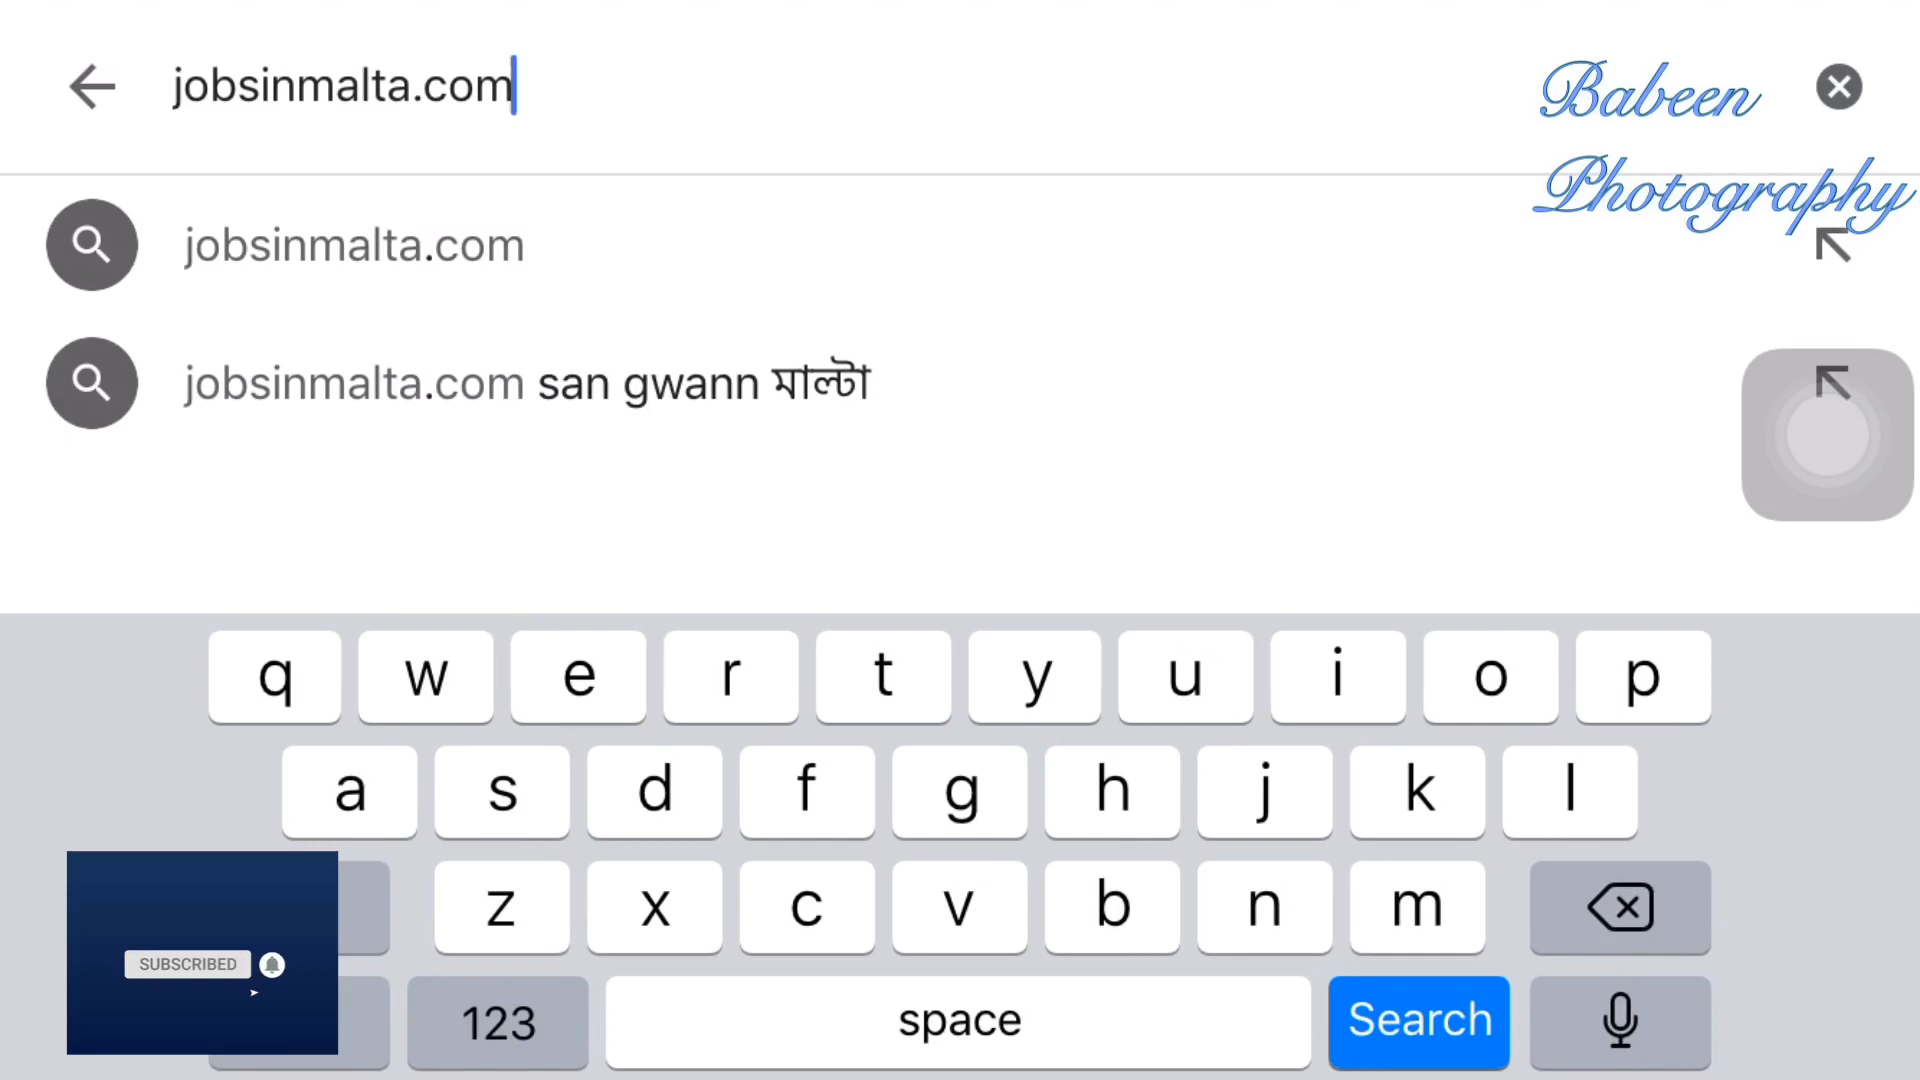 jobsinmalta.com
Babeen
Photography
jobsinmalta.com
jobsinmalta.com san gwann মাল্টা
q w e r t y u i o p
a s d f g h j k l
z x c v b n m
SUBSCRIBED
123 space Search